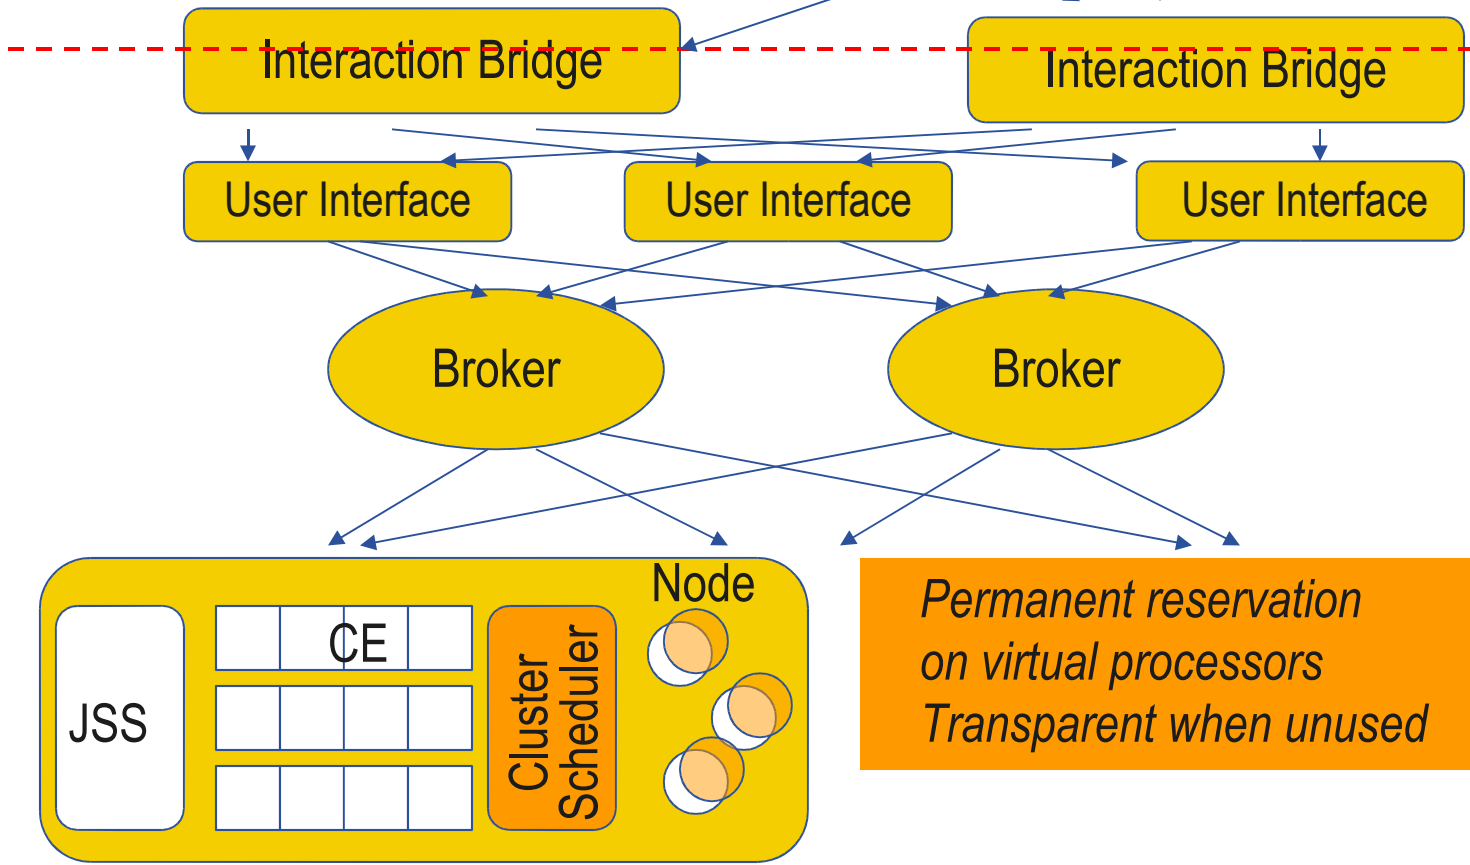 Interaction Bridge
Interaction Bridge
User Interface
User Interface
User Interface
Broker
Broker
Node
CE
JSS
Cluster
Scheduler
Permanent reservation
on virtual processors
Transparent when unused